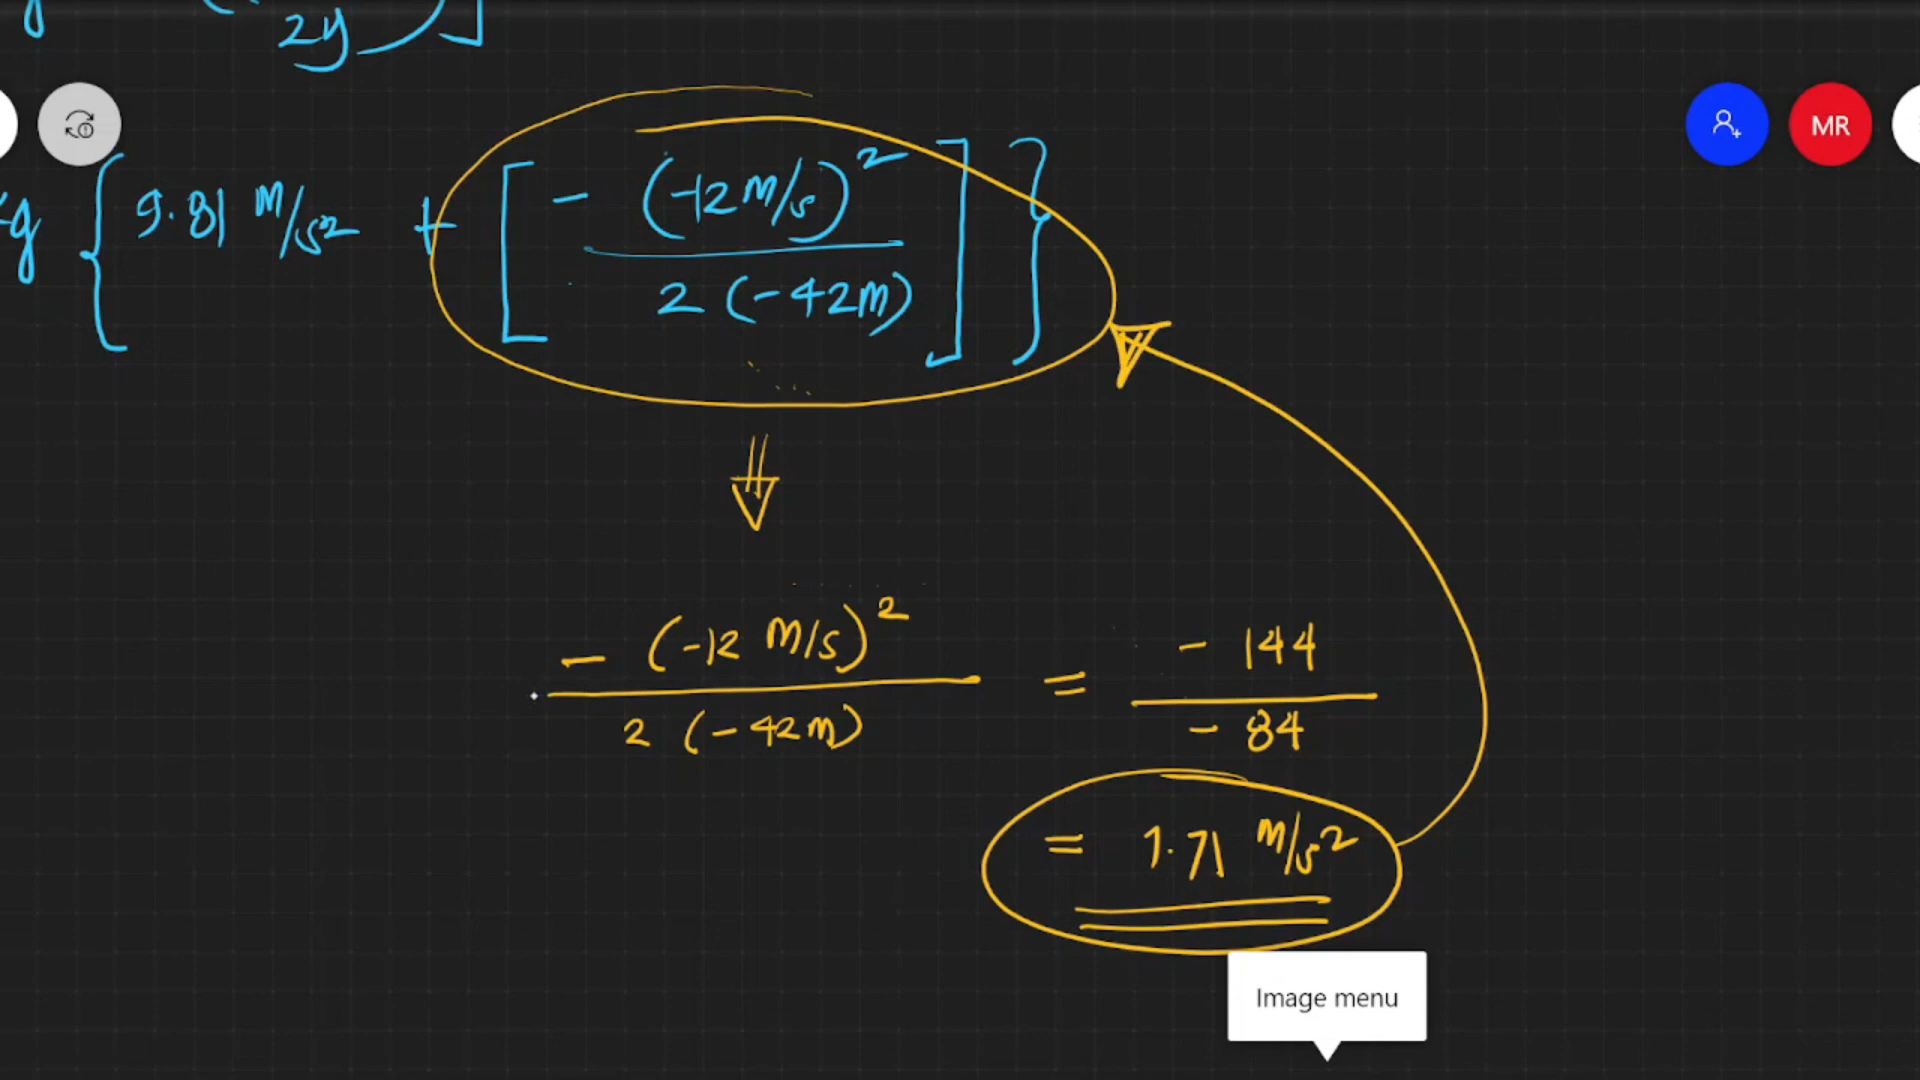 2y ]
g { 9.81 m/s² + [ - (-12 m/s)² / 2 (-42m) ] }
MR
- (-12 m/s)² / 2 (-42m) = - 144 / - 84
= 1.71 m/s²
Image menu